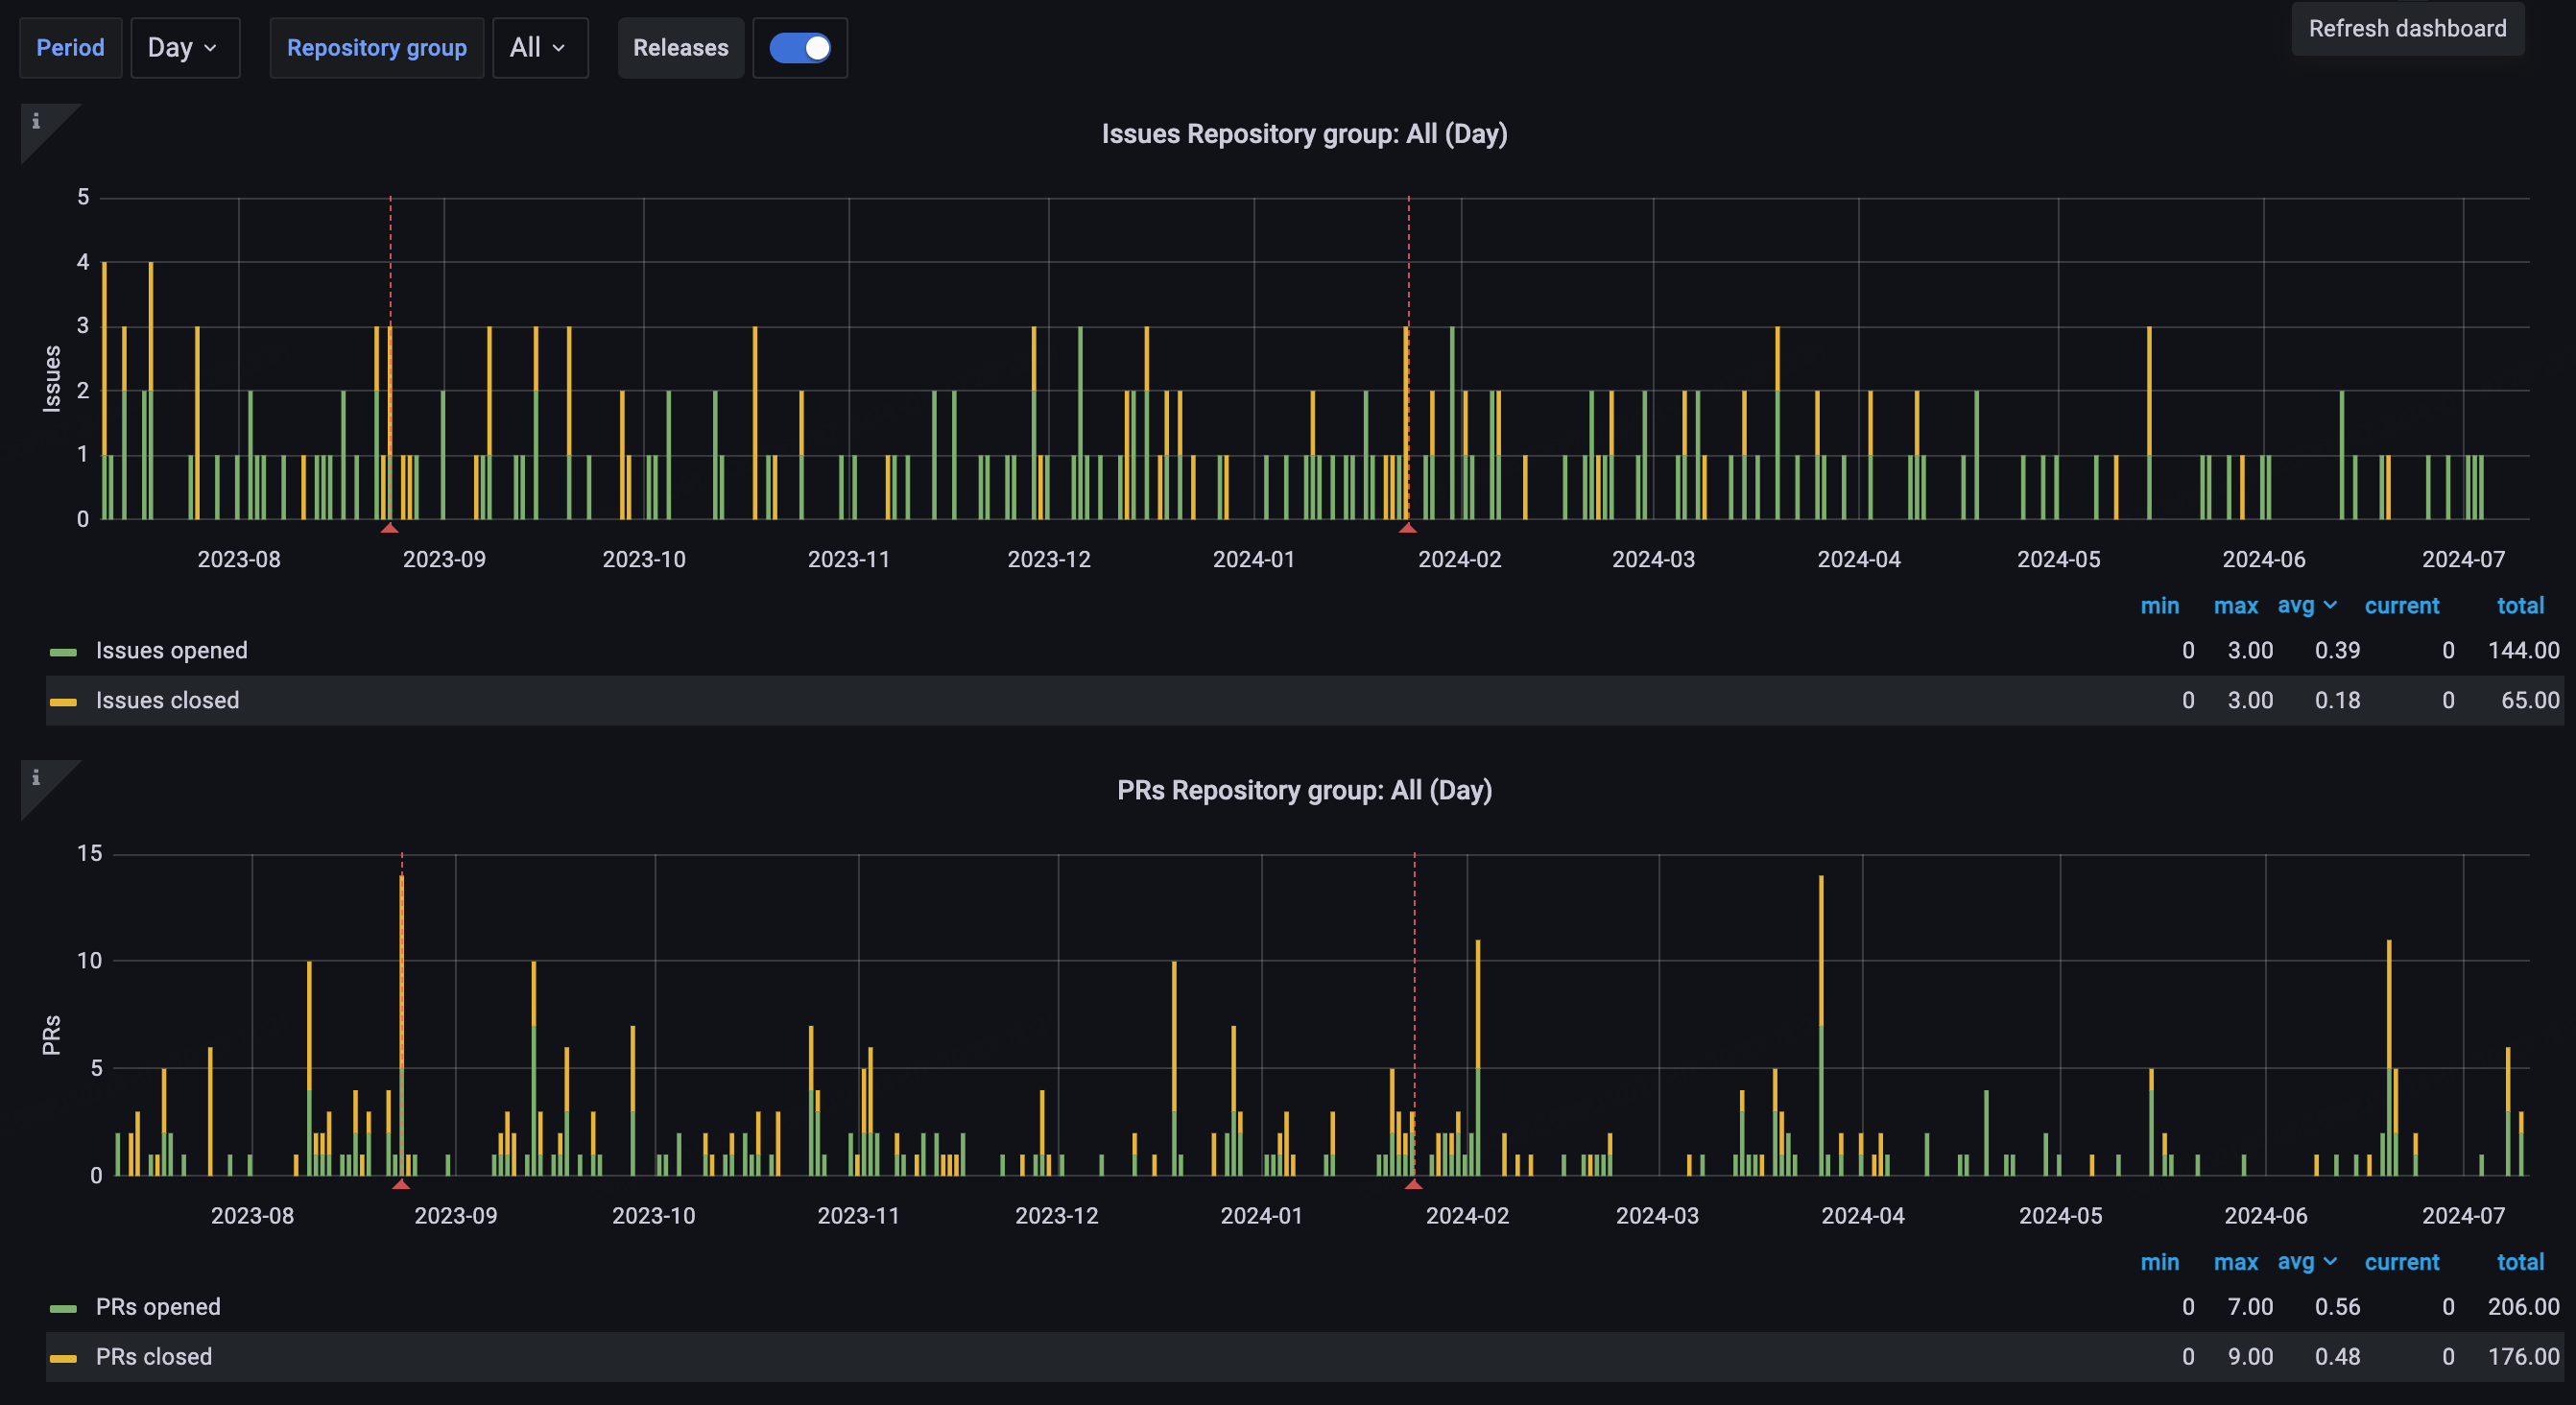 Period Day Repository group All Releases Refresh dashboard
i
Issues Repository group: All (Day)
5
4
3
2
1
0
Issues
2023-08 2023-09 2023-10 2023-11 2023-12 2024-01 2024-02 2024-03 2024-04 2024-05 2024-06 2024-07
min max avg current total
Issues opened 0 3.00 0.39 0 144.00
Issues closed 0 3.00 0.18 0 65.00
i
PRs Repository group: All (Day)
15
10
5
0
PRs
2023-08 2023-09 2023-10 2023-11 2023-12 2024-01 2024-02 2024-03 2024-04 2024-05 2024-06 2024-07
min max avg current total
PRs opened 0 7.00 0.56 0 206.00
PRs closed 0 9.00 0.48 0 176.00